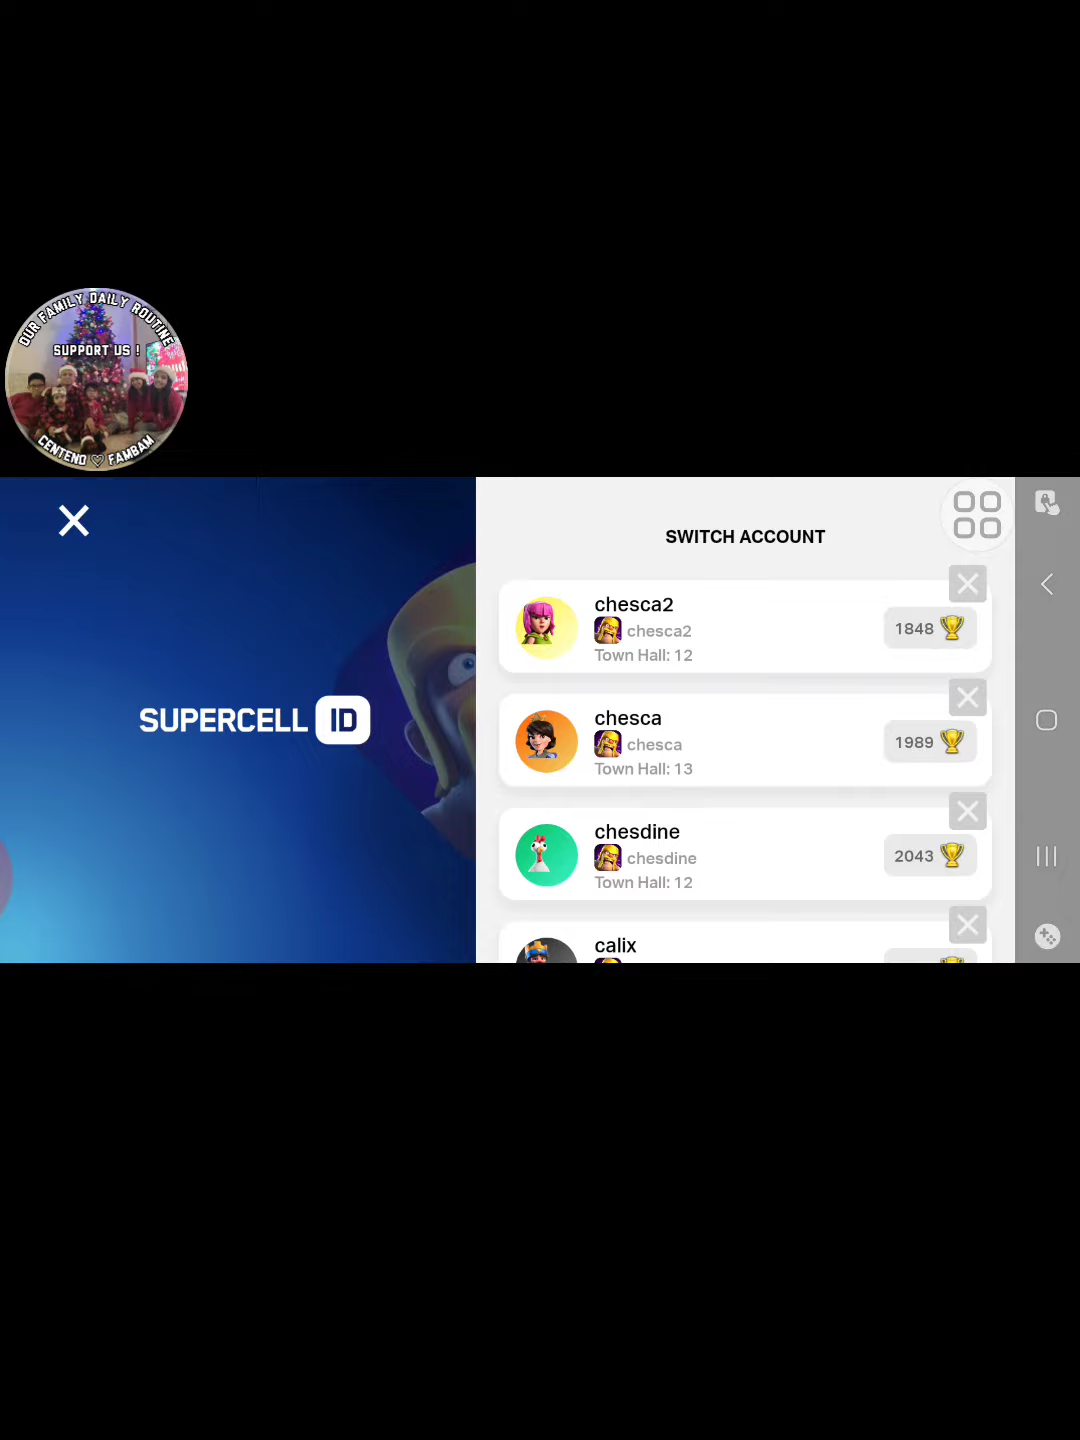 OUR FAMILY DAILY ROUTINE
SUPPORT US !
CENTENO FAMBAM
SUPERCELL ID
SWITCH ACCOUNT
chesca2
chesca2
Town Hall: 12
1848
chesca
chesca
Town Hall: 13
1989
chesdine
chesdine
Town Hall: 12
2043
calix